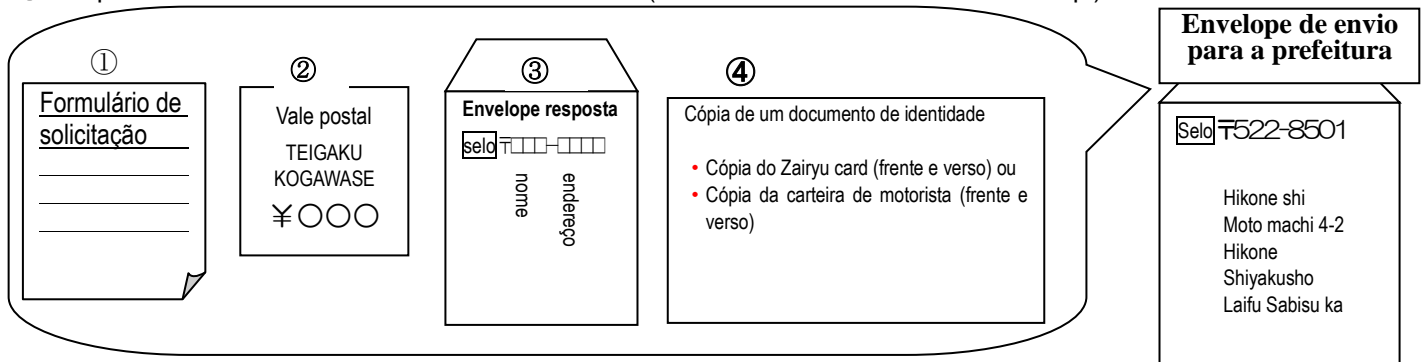 ①
Formulário de
solicitação
②
Vale postal
TEIGAKU
KOGAWASE
¥〇〇〇
③
Envelope resposta
selo〒□□□-□□□□
nome
endereço
④
Cópia de um documento de identidade
• Cópia do Zairyu card (frente e verso) ou
• Cópia da carteira de motorista (frente e
verso)
Envelope de envio
para a prefeitura
Selo〒522-8501
Hikone shi
Moto machi 4-2
Hikone
Shiyakusho
Laifu Sabisu ka